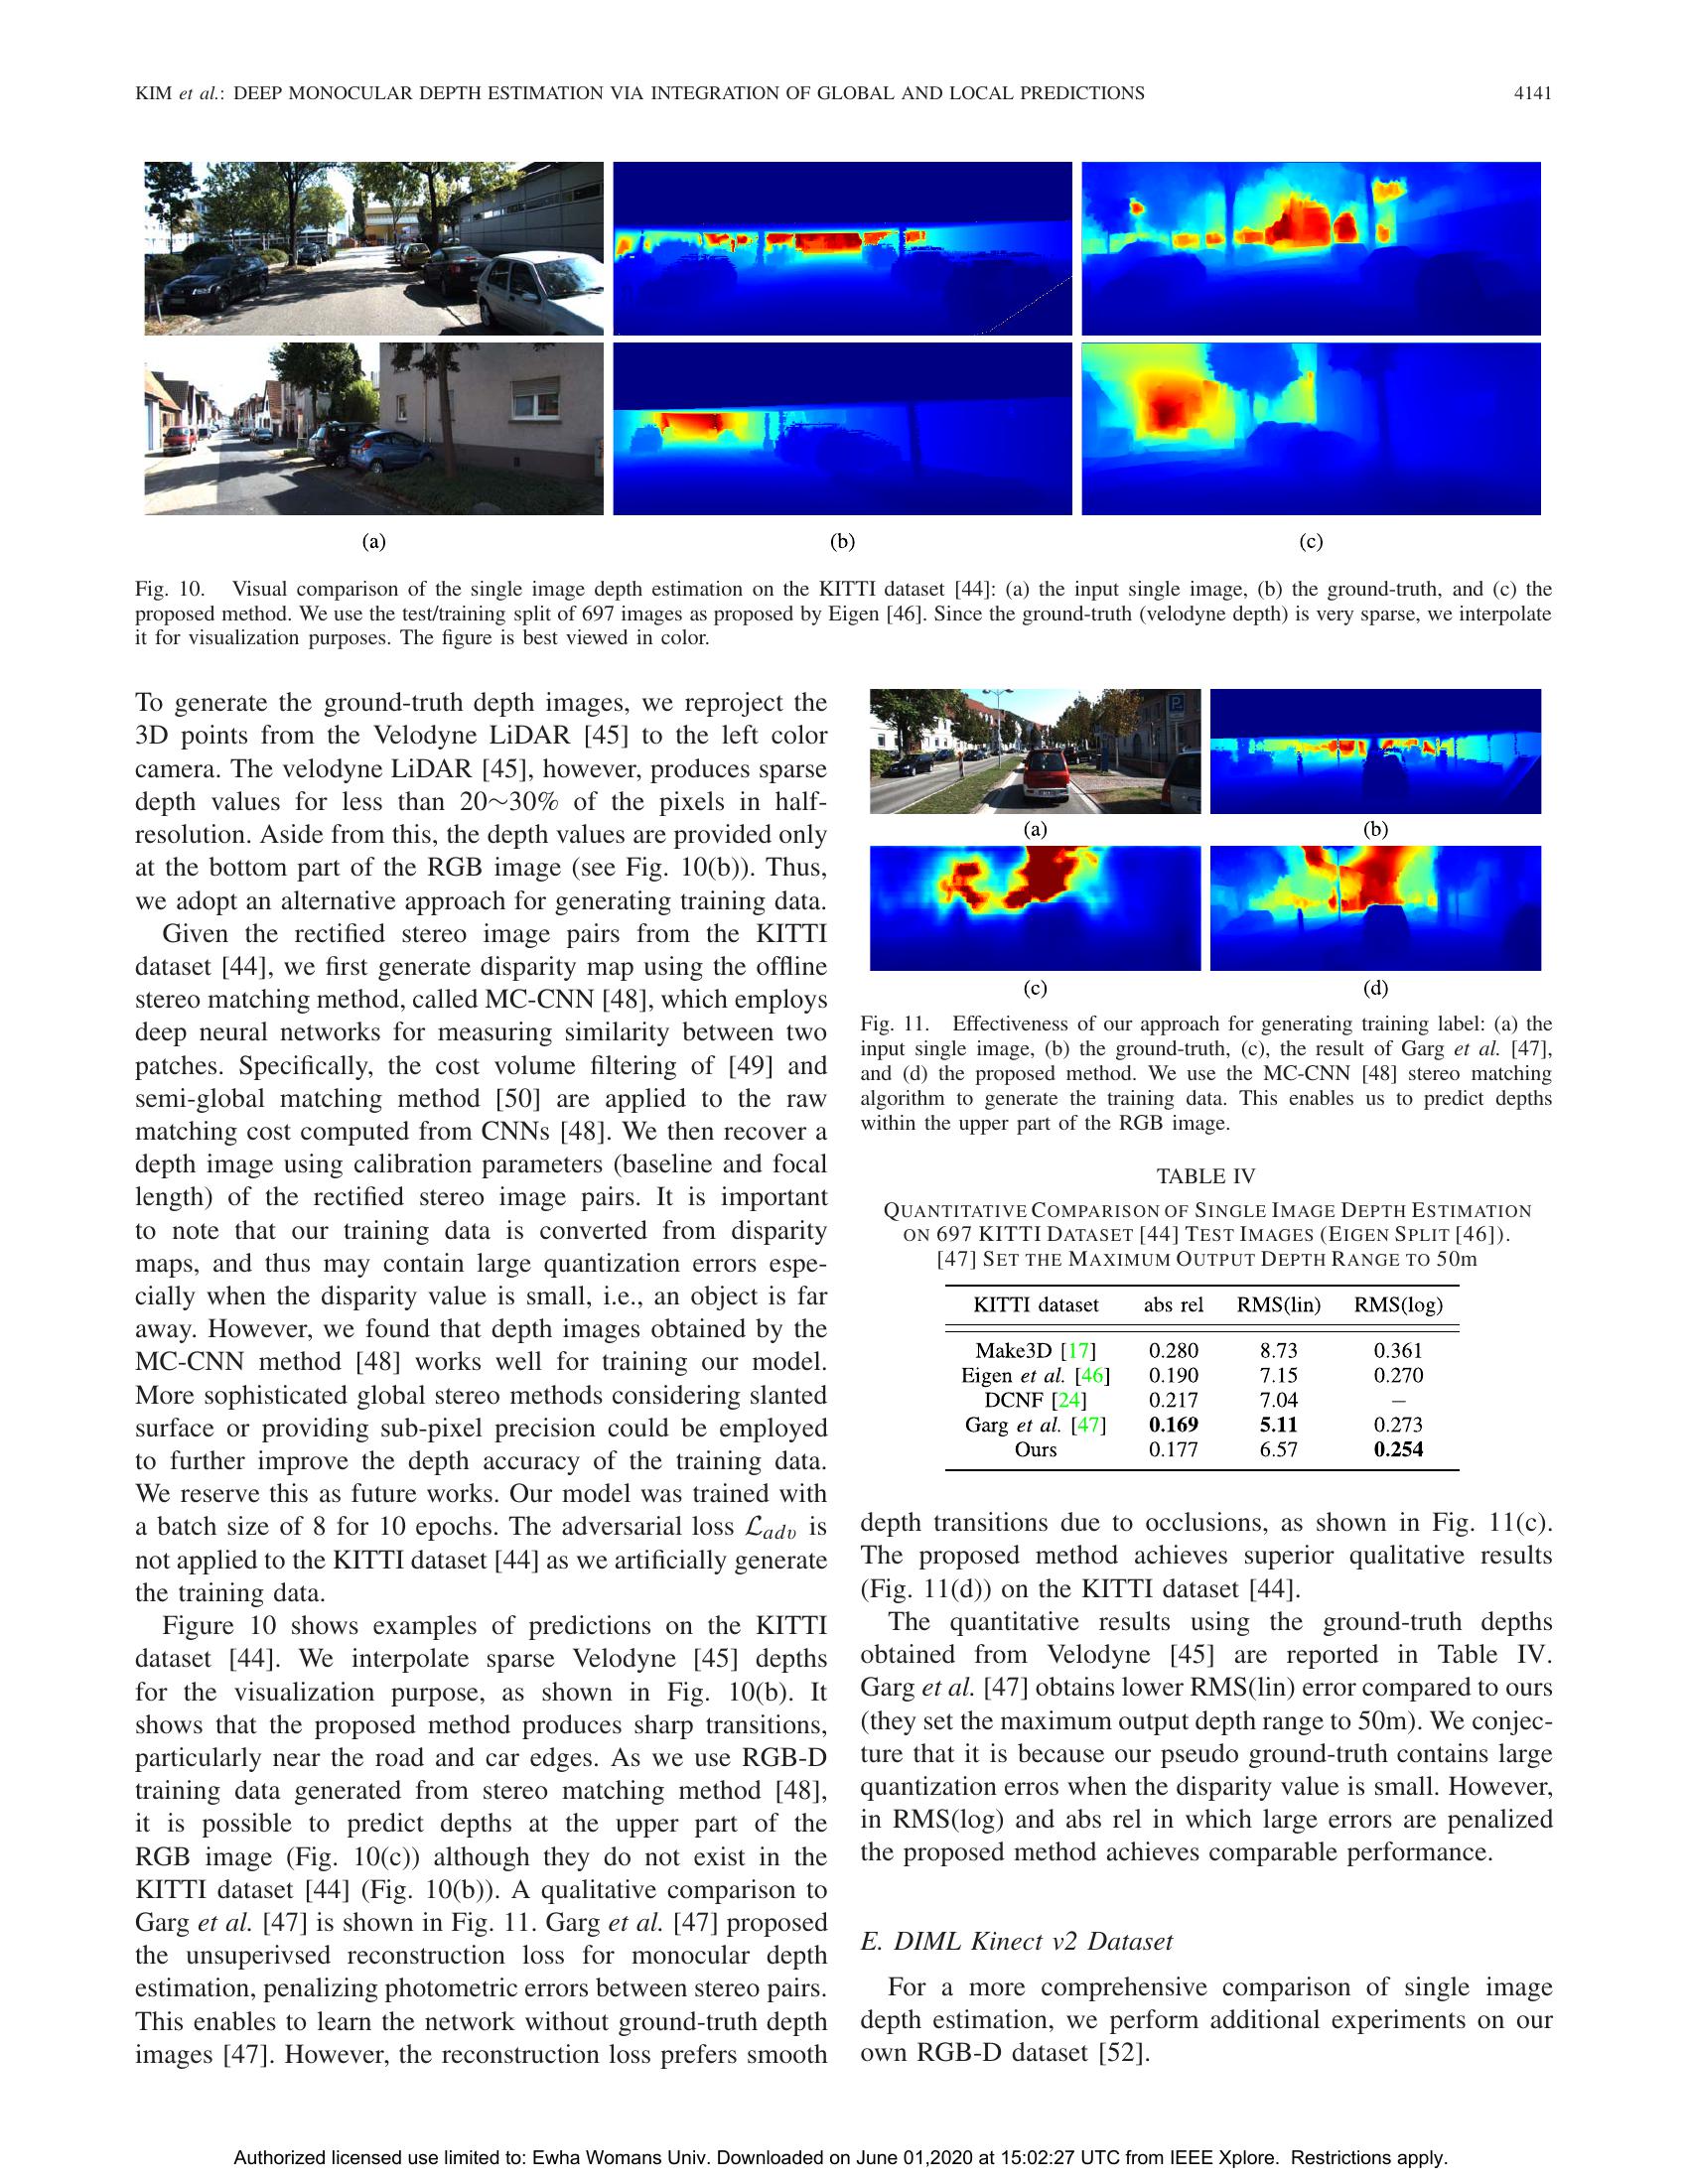 KIM et al.: DEEP MONOCULAR DEPTH ESTIMATION VIA INTEGRATION OF GLOBAL AND LOCAL PREDICTIONS 4141
(a) (b) (c)
Fig. 10. Visual comparison of the single image depth estimation on the KITTI dataset [44]: (a) the input single image, (b) the ground-truth, and (c) the
proposed method. We use the test/training split of 697 images as proposed by Eigen [46]. Since the ground-truth (velodyne depth) is very sparse, we interpolate
it for visualization purposes. The figure is best viewed in color.
To generate the ground-truth depth images, we reproject the
3D points from the Velodyne LiDAR [45] to the left color
camera. The velodyne LiDAR [45], however, produces sparse
depth values for less than 20∼30% of the pixels in half-
resolution. Aside from this, the depth values are provided only
at the bottom part of the RGB image (see Fig. 10(b)). Thus,
we adopt an alternative approach for generating training data.
Given the rectified stereo image pairs from the KITTI
dataset [44], we first generate disparity map using the offline
stereo matching method, called MC-CNN [48], which employs
deep neural networks for measuring similarity between two
patches. Specifically, the cost volume filtering of [49] and
semi-global matching method [50] are applied to the raw
matching cost computed from CNNs [48]. We then recover a
depth image using calibration parameters (baseline and focal
length) of the rectified stereo image pairs. It is important
to note that our training data is converted from disparity
maps, and thus may contain large quantization errors espe-
cially when the disparity value is small, i.e., an object is far
away. However, we found that depth images obtained by the
MC-CNN method [48] works well for training our model.
More sophisticated global stereo methods considering slanted
surface or providing sub-pixel precision could be employed
to further improve the depth accuracy of the training data.
We reserve this as future works. Our model was trained with
a batch size of 8 for 10 epochs. The adversarial loss ℒadv is
not applied to the KITTI dataset [44] as we artificially generate
the training data.
Figure 10 shows examples of predictions on the KITTI
dataset [44]. We interpolate sparse Velodyne [45] depths
for the visualization purpose, as shown in Fig. 10(b). It
shows that the proposed method produces sharp transitions,
particularly near the road and car edges. As we use RGB-D
training data generated from stereo matching method [48],
it is possible to predict depths at the upper part of the
RGB image (Fig. 10(c)) although they do not exist in the
KITTI dataset [44] (Fig. 10(b)). A qualitative comparison to
Garg et al. [47] is shown in Fig. 11. Garg et al. [47] proposed
the unsuperivsed reconstruction loss for monocular depth
estimation, penalizing photometric errors between stereo pairs.
This enables to learn the network without ground-truth depth
images [47]. However, the reconstruction loss prefers smooth
P
(a) (b)
(c) (d)
Fig. 11. Effectiveness of our approach for generating training label: (a) the
input single image, (b) the ground-truth, (c), the result of Garg et al. [47],
and (d) the proposed method. We use the MC-CNN [48] stereo matching
algorithm to generate the training data. This enables us to predict depths
within the upper part of the RGB image.
TABLE IV
QUANTITATIVE COMPARISON OF SINGLE IMAGE DEPTH ESTIMATION
ON 697 KITTI DATASET [44] TEST IMAGES (EIGEN SPLIT [46]).
[47] SET THE MAXIMUM OUTPUT DEPTH RANGE TO 50m
KITTI dataset abs rel RMS(lin) RMS(log)
Make3D [17] 0.280 8.73 0.361
Eigen et al. [46] 0.190 7.15 0.270
DCNF [24] 0.217 7.04 –
Garg et al. [47] 0.169 5.11 0.273
Ours 0.177 6.57 0.254
depth transitions due to occlusions, as shown in Fig. 11(c).
The proposed method achieves superior qualitative results
(Fig. 11(d)) on the KITTI dataset [44].
The quantitative results using the ground-truth depths
obtained from Velodyne [45] are reported in Table IV.
Garg et al. [47] obtains lower RMS(lin) error compared to ours
(they set the maximum output depth range to 50m). We conjec-
ture that it is because our pseudo ground-truth contains large
quantization erros when the disparity value is small. However,
in RMS(log) and abs rel in which large errors are penalized
the proposed method achieves comparable performance.
E. DIML Kinect v2 Dataset
For a more comprehensive comparison of single image
depth estimation, we perform additional experiments on our
own RGB-D dataset [52].
Authorized licensed use limited to: Ewha Womans Univ. Downloaded on June 01,2020 at 15:02:27 UTC from IEEE Xplore. Restrictions apply.